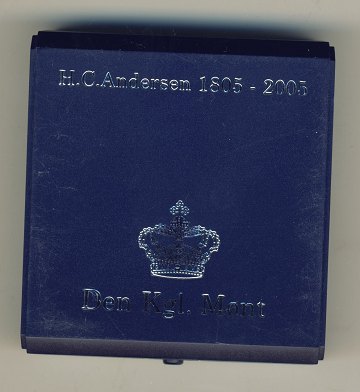 H.C.Andersen 1805 - 2005
Den Kgl. Mønt